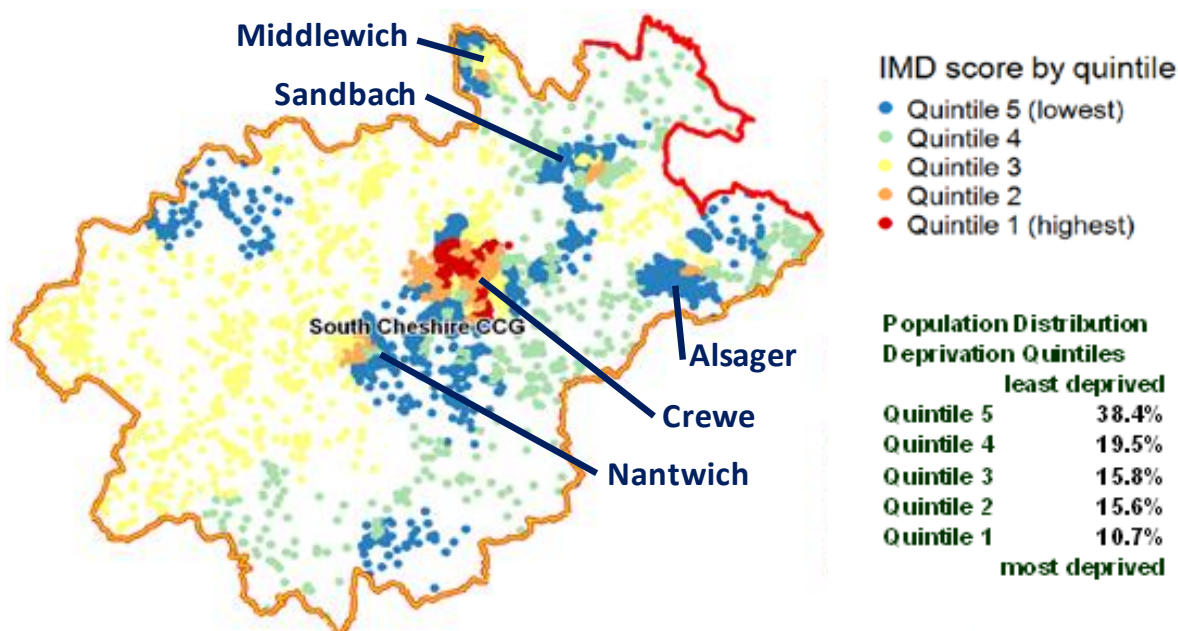 Middlewich
Sandbach
South Cheshire CCG
Alsager
Crewe
Nantwich
IMD score by quintile
Quintile 5 (lowest)
Quintile 4
Quintile 3
Quintile 2
Quintile 1 (highest)
Population Distribution
Deprivation Quintiles
least deprived
Quintile 5 38.4%
Quintile 4 19.5%
Quintile 3 15.8%
Quintile 2 15.6%
Quintile 1 10.7%
most deprived